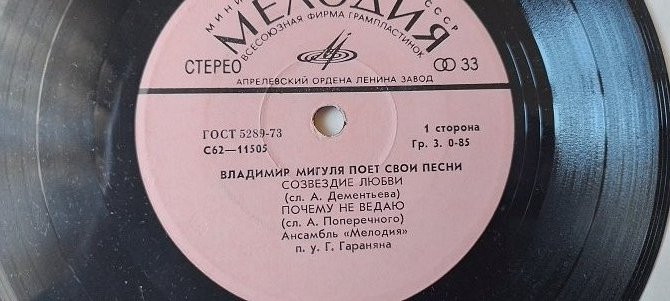 МИНИ СССР
МЕЛОДИЯ
ВСЕСОЮЗНАЯ ФИРМА ГРАМПЛАСТИНОК
СТЕРЕО 33
АПРЕЛЕВСКИЙ ОРДЕНА ЛЕНИНА ЗАВОД
ГОСТ 5289-73 1 сторона
С62—11505 Гр. 3. 0-85
ВЛАДИМИР МИГУЛЯ ПОЕТ СВОИ ПЕСНИ
СОЗВЕЗДИЕ ЛЮБВИ
(сл. А. Дементьева)
ПОЧЕМУ НЕ ВЕДАЮ
(сл. А. Поперечного)
Ансамбль «Мелодия»
п. у. Г. Гараняна